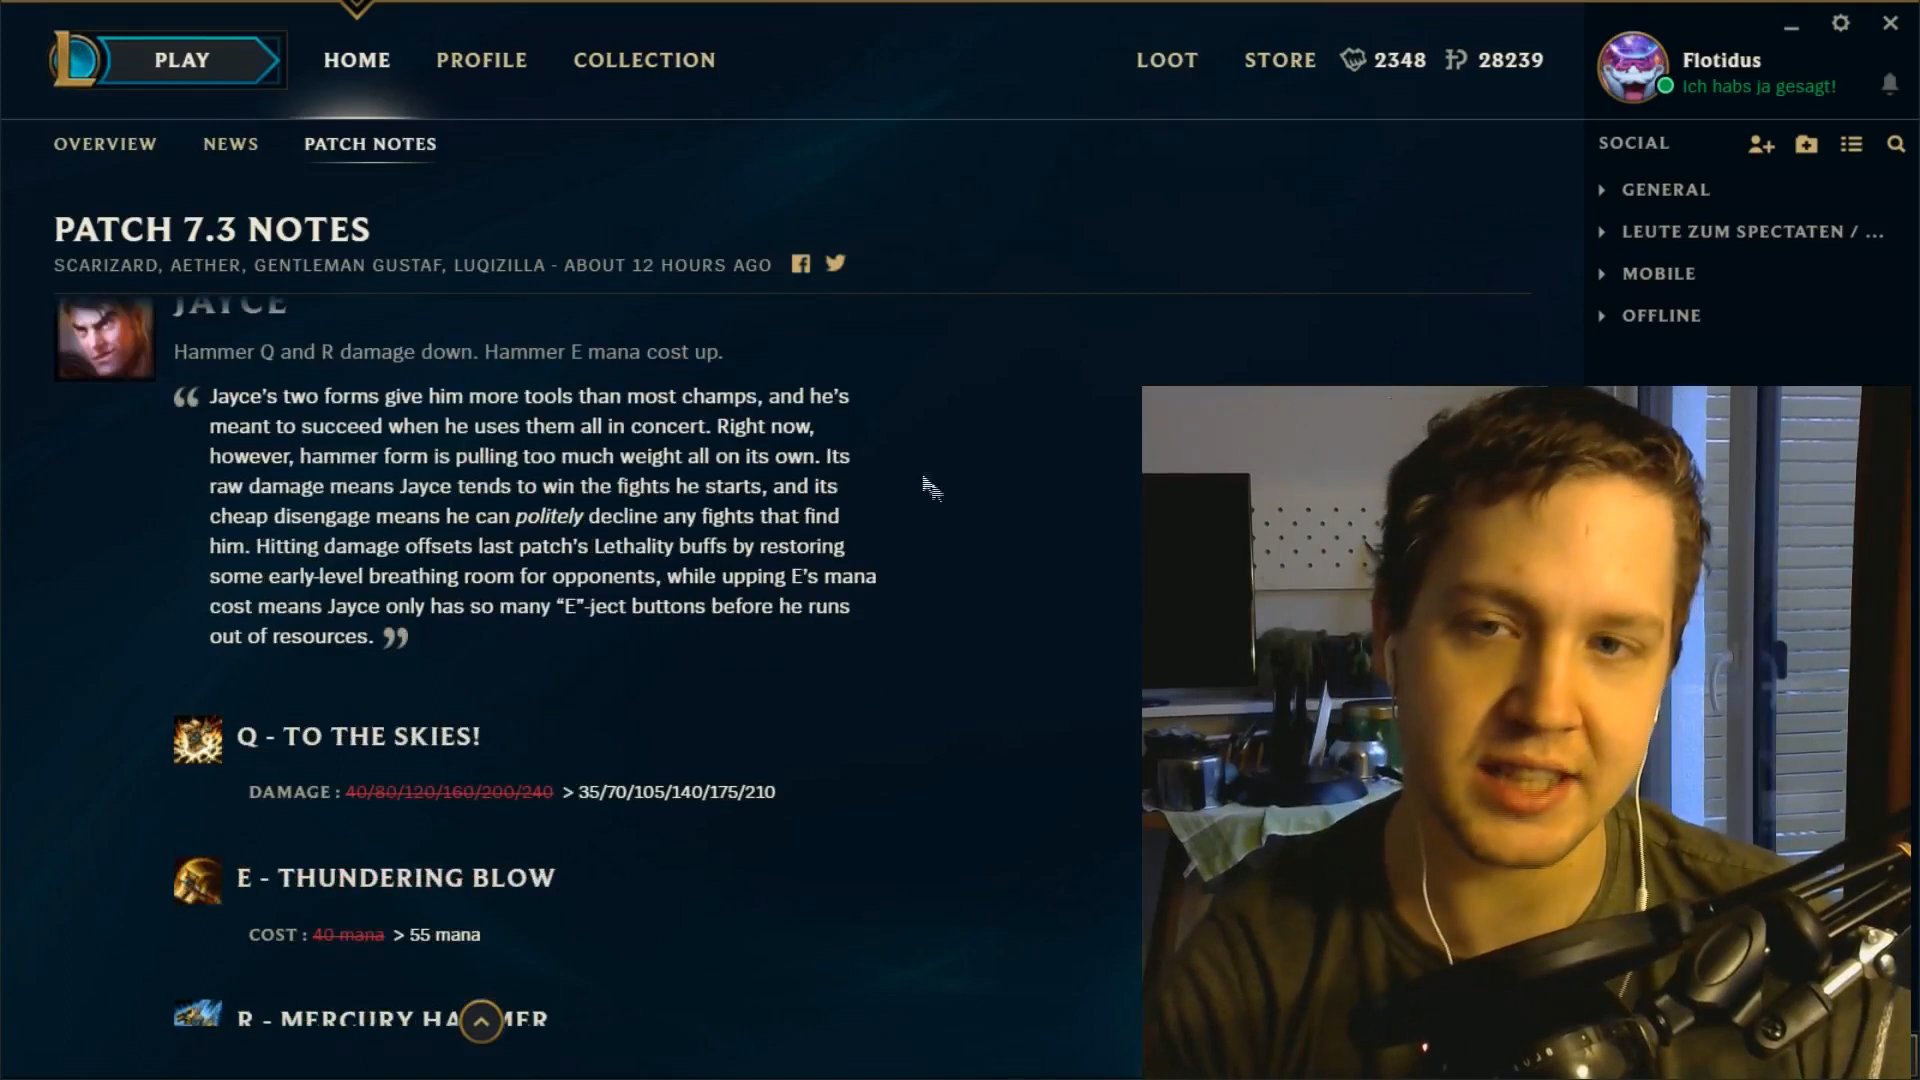 PLAY
HOME
PROFILE
COLLECTION
LOOT
STORE
2348
28239
Flotidus
Ich habs ja gesagt!
OVERVIEW
NEWS
PATCH NOTES
SOCIAL
GENERAL
LEUTE ZUM SPECTATEN / ...
MOBILE
OFFLINE
PATCH 7.3 NOTES
SCARIZARD, AETHER, GENTLEMAN GUSTAF, LUQIZILLA - ABOUT 12 HOURS AGO
JAYCE
Hammer Q and R damage down. Hammer E mana cost up.
“ Jayce’s two forms give him more tools than most champs, and he’s
meant to succeed when he uses them all in concert. Right now,
however, hammer form is pulling too much weight all on its own. Its
raw damage means Jayce tends to win the fights he starts, and its
cheap disengage means he can politely decline any fights that find
him. Hitting damage offsets last patch’s Lethality buffs by restoring
some early-level breathing room for opponents, while upping E’s mana
cost means Jayce only has so many “E”-ject buttons before he runs
out of resources. ”
Q - TO THE SKIES!
DAMAGE : 40/80/120/160/200/240 > 35/70/105/140/175/210
E - THUNDERING BLOW
COST : 40 mana > 55 mana
R - MERCURY HAMMER